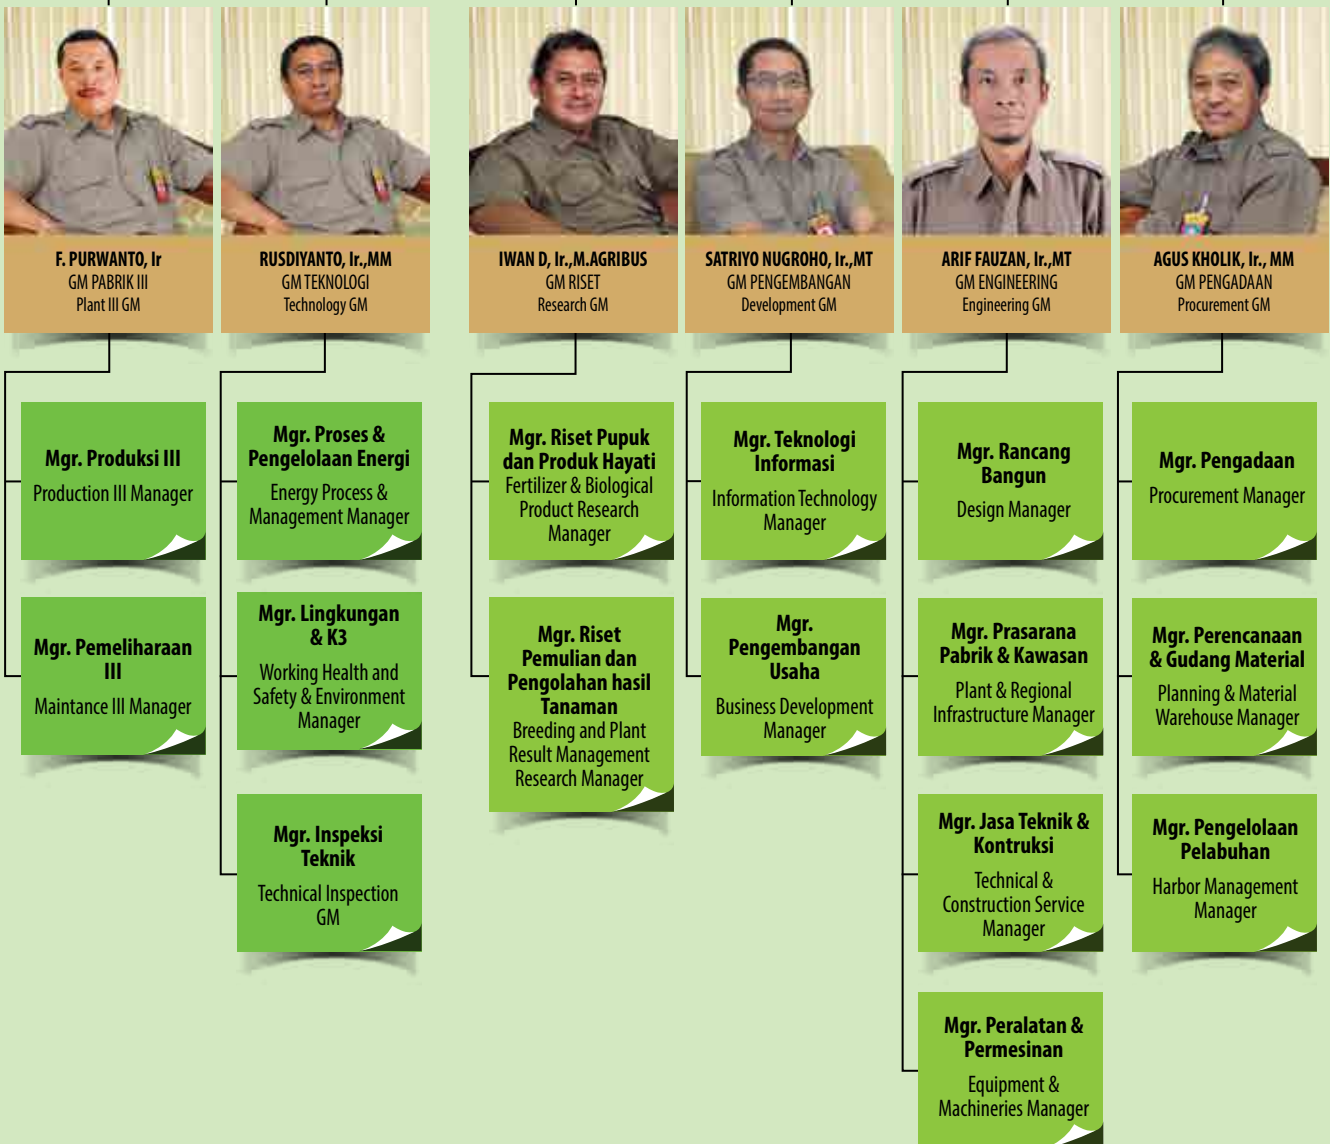 F. PURWANTO, Ir
GM PABRIK III
Plant III GM
RUSDIYANTO, Ir.,MM
GM TEKNOLOGI
Technology GM
IWAN D, Ir.,M.AGRIBUS
GM RISET
Research GM
SATRIYO NUGROHO, Ir.,MT
GM PENGEMBANGAN
Development GM
ARIF FAUZAN, Ir.,MT
GM ENGINEERING
Engineering GM
AGUS KHOLIK, Ir., MM
GM PENGADAAN
Procurement GM
Mgr. Produksi III
Production III Manager
Mgr. Pemeliharaan
III
Maintance III Manager
Mgr. Proses &
Pengelolaan Energi
Energy Process &
Management Manager
Mgr. Lingkungan
& K3
Working Health and
Safety & Environment
Manager
Mgr. Inspeksi
Teknik
Technical Inspection
GM
Mgr. Riset Pupuk
dan Produk Hayati
Fertilizer & Biological
Product Research
Manager
Mgr. Riset
Pemulian dan
Pengolahan hasil
Tanaman
Breeding and Plant
Result Management
Research Manager
Mgr. Teknologi
Informasi
Information Technology
Manager
Mgr.
Pengembangan
Usaha
Business Development
Manager
Mgr. Rancang
Bangun
Design Manager
Mgr. Prasarana
Pabrik & Kawasan
Plant & Regional
Infrastructure Manager
Mgr. Jasa Teknik &
Kontruksi
Technical &
Construction Service
Manager
Mgr. Peralatan &
Permesinan
Equipment &
Machineries Manager
Mgr. Pengadaan
Procurement Manager
Mgr. Perencanaan
& Gudang Material
Planning & Material
Warehouse Manager
Mgr. Pengelolaan
Pelabuhan
Harbor Management
Manager